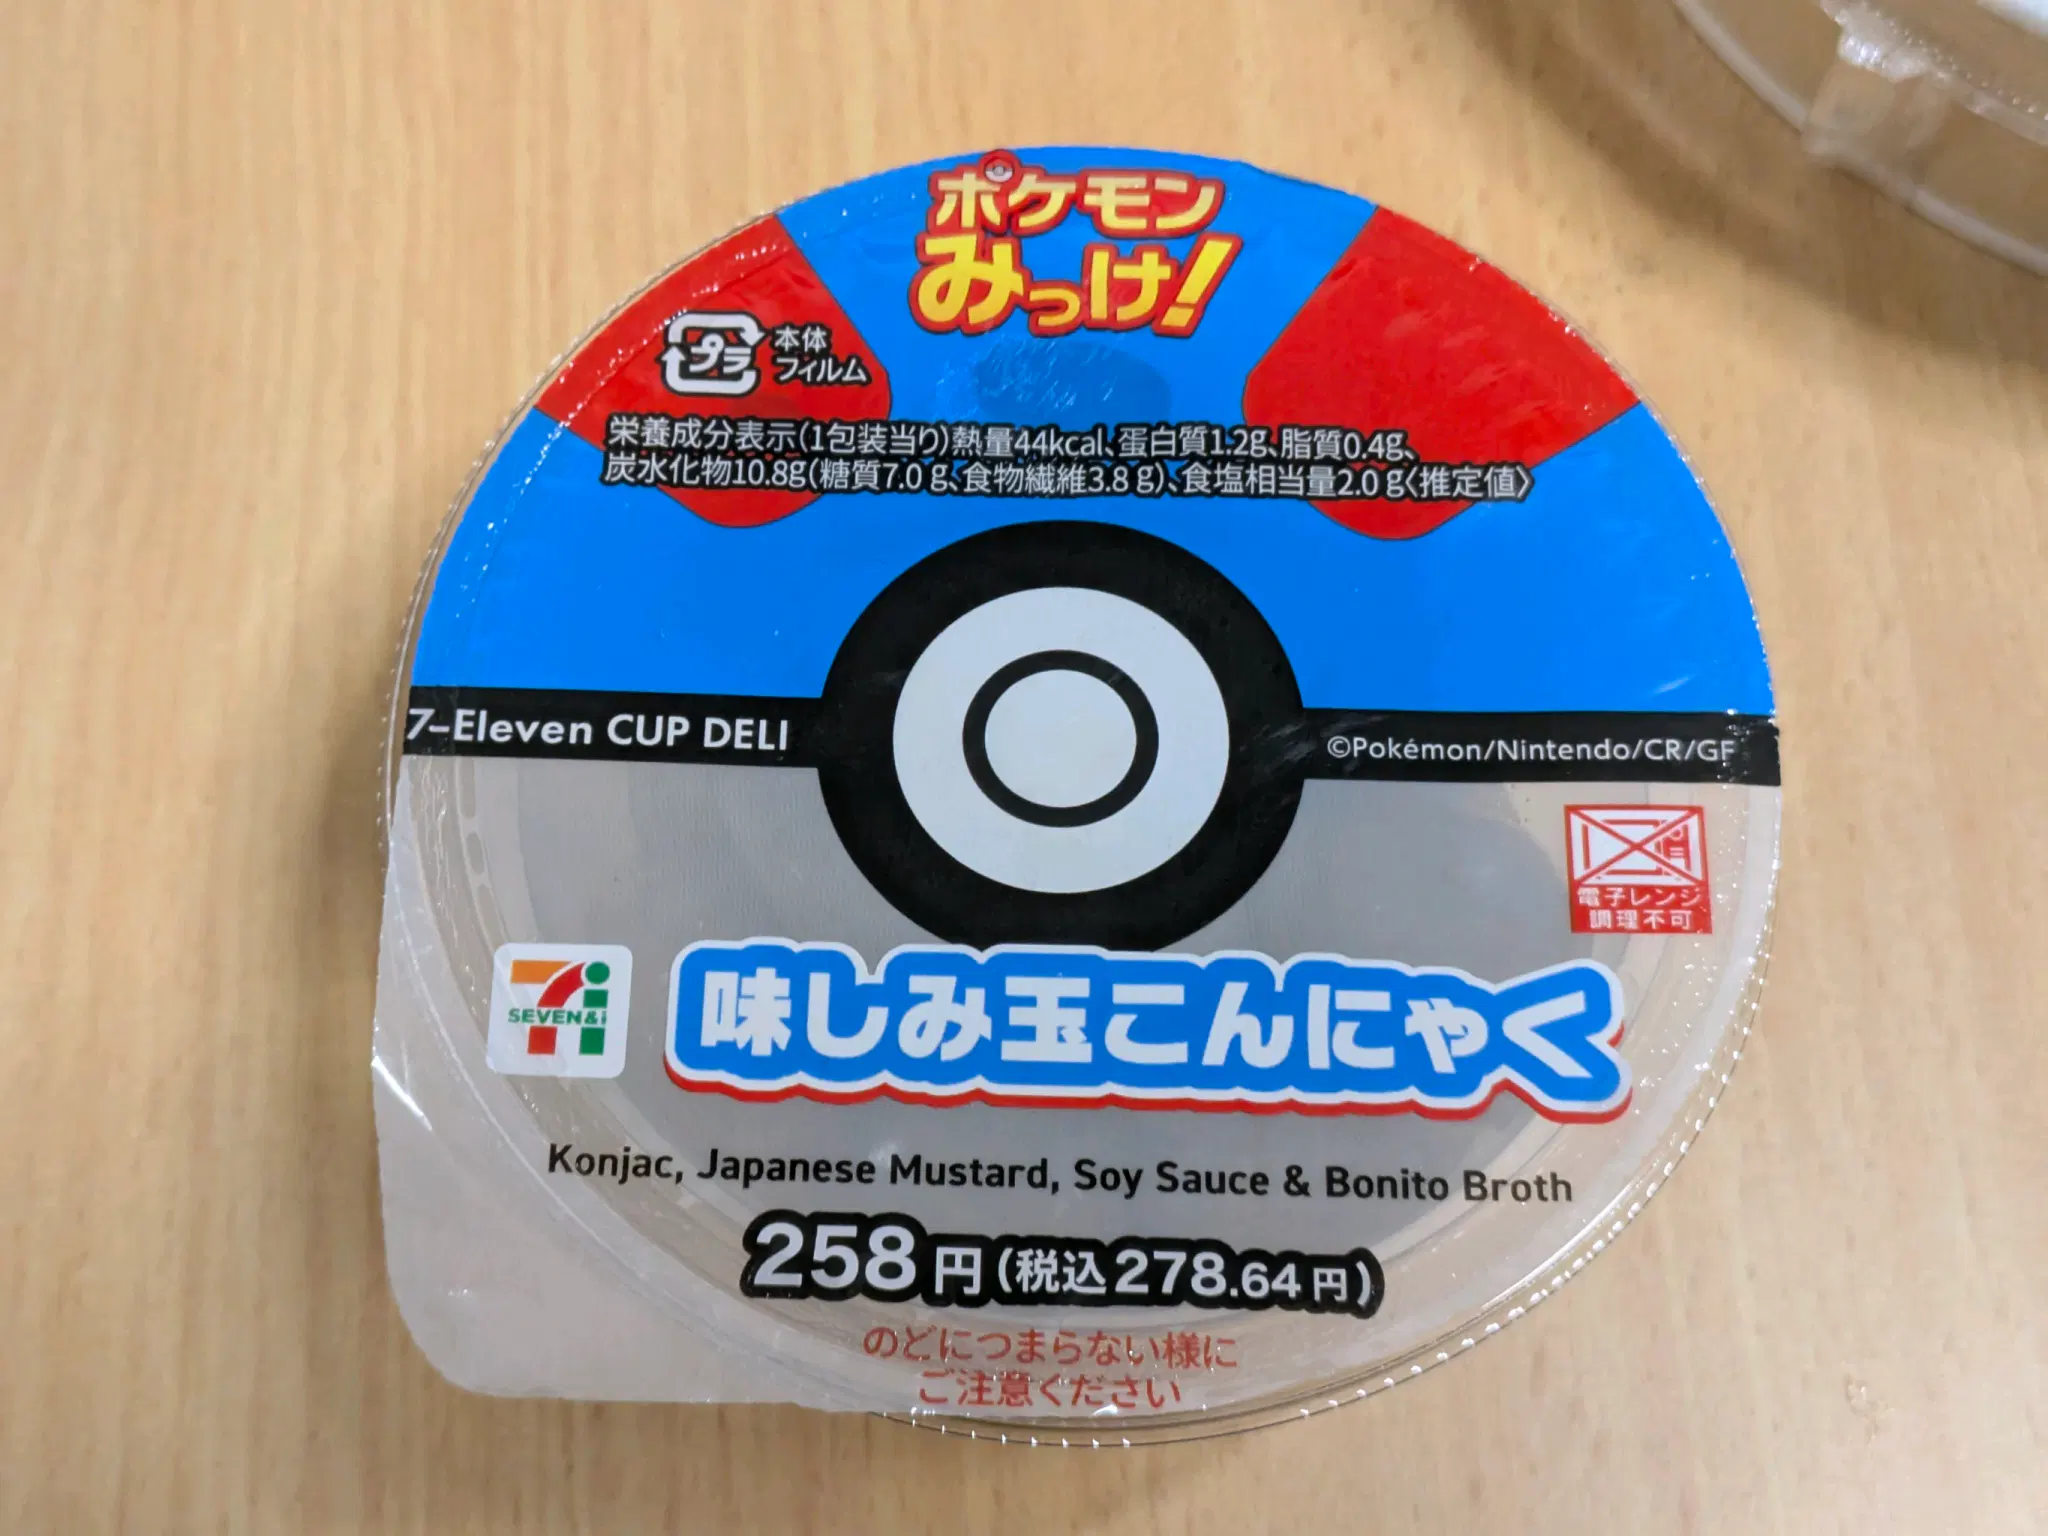 ポケモン
みっけ!
プラ
本体
フィルム
栄養成分表示(1包装当り)熱量44kcal、蛋白質1.2g、脂質0.4g、
炭水化物10.8g(糖質7.0g、食物繊維3.8g)、食塩相当量2.0g〈推定値〉
7-Eleven CUP DELI
©Pokémon/Nintendo/CR/GF
電子レンジ
調理不可
SEVEN&i
味しみ玉こんにゃく
Konjac, Japanese Mustard, Soy Sauce & Bonito Broth
258円(税込278.64円)
のどにつまらない様に
ご注意ください